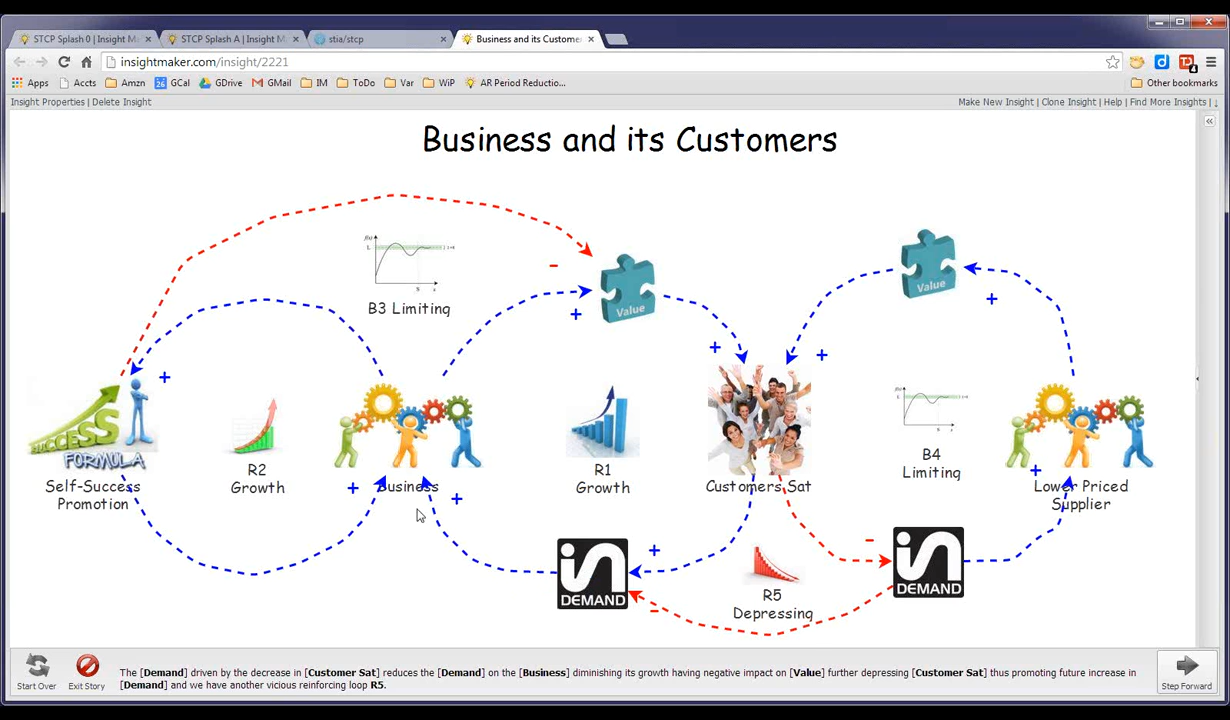 STCP Splash 0 | Insight M
STCP Splash A | Insight M
stia/stcp
Business and its Custome
insightmaker.com/insight/2221
Apps
Accts
Amzn
26
GCal
GDrive
GMail
IM
ToDo
Var
WiP
AR Period Reductio...
Other bookmarks
Insight Properties | Delete Insight
Make New Insight | Clone Insight | Help | Find More Insights |
Business and its Customers
B3 Limiting
Value
Value
-
+
+
+
+
+
SUCCESS
FORMULA
Self-Success
Promotion
R2
Growth
Business
R1
Growth
Customers Sat
B4
Limiting
Lower Priced
Supplier
+
+
+
+
-
-
in
DEMAND
in
DEMAND
R5
Depressing
Start Over
Exit Story
The [Demand] driven by the decrease in [Customer Sat] reduces the [Demand] on the [Business] diminishing its growth having negative impact on [Value] further depressing [Customer Sat] thus promoting future increase in
[Demand] and we have another vicious reinforcing loop R5.
Step Forward